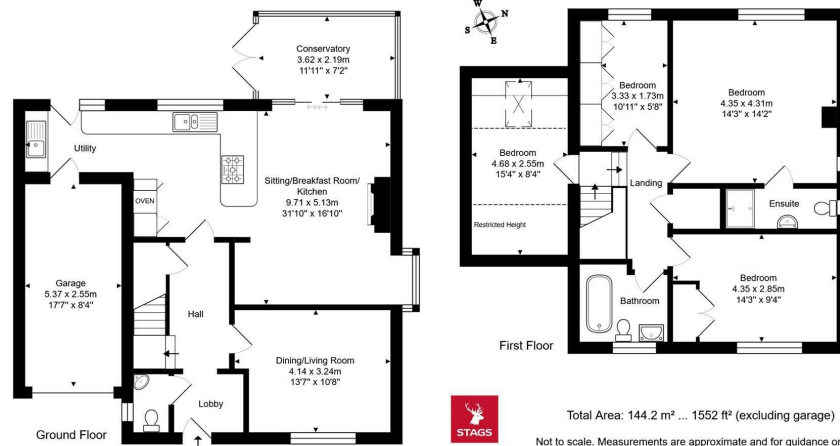 Conservatory
3.62 x 2.19m
11'11" x 7'2"
Utility
OVEN
Sitting/Breakfast Room/
Kitchen
9.71 x 5.13m
31'10" x 16'10"
Garage
5.37 x 2.55m
17'7" x 8'4"
Hall
Dining/Living Room
4.14 x 3.24m
13'7" x 10'8"
Lobby
Ground Floor
W
N
S
E
Bedroom
3.33 x 1.73m
10'11" x 5'8"
Bedroom
4.35 x 4.31m
14'3" x 14'2"
Bedroom
4.68 x 2.55m
15'4" x 8'4"
Restricted Height
Landing
Ensuite
Bedroom
4.35 x 2.85m
14'3" x 9'4"
Bathroom
First Floor
STAGS
Total Area: 144.2 m² ... 1552 ft² (excluding garage)
Not to scale. Measurements are approximate and for guidance